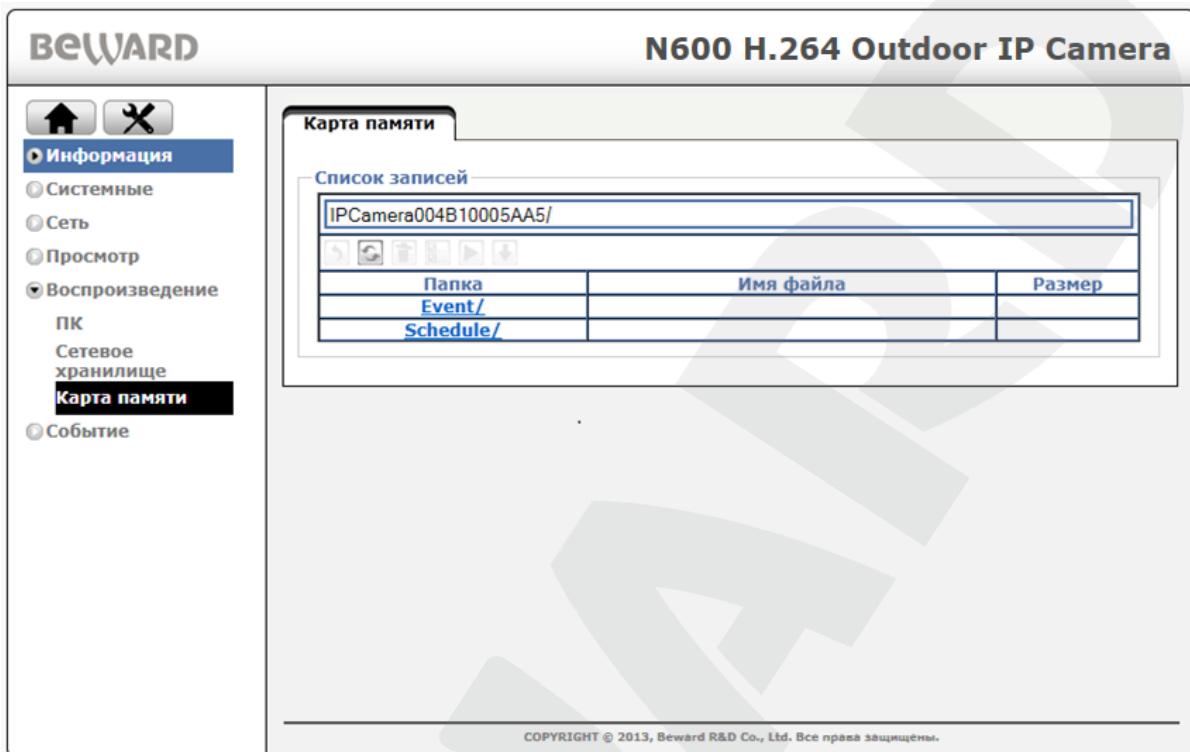 BEWARD
N600 H.264 Outdoor IP Camera
Информация
Системные
Сеть
Просмотр
Воспроизведение
ПК
Сетевое
хранилище
Карта памяти
Событие
Карта памяти
Список записей
IPCamera004B10005AA5/
Папка Имя файла Размер
Event/
Schedule/
COPYRIGHT © 2013, Beward R&D Co., Ltd. Все права защищены.